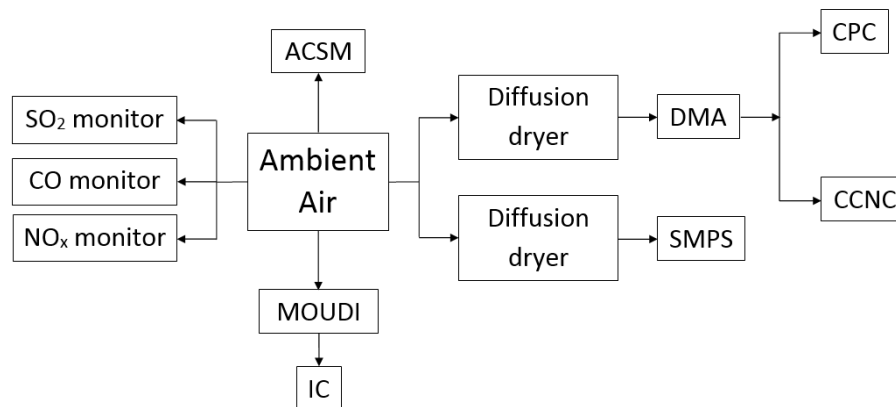 ACSM
CPC
SO₂ monitor
CO monitor
NOₓ monitor
Ambient
Air
Diffusion
dryer
DMA
CCNC
Diffusion
dryer
SMPS
MOUDI
IC